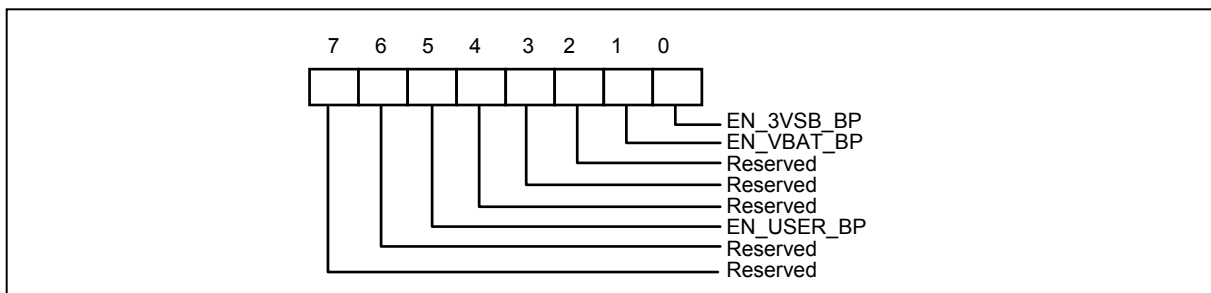 7 6 5 4 3 2 1 0
EN_3VSB_BP
EN_VBAT_BP
Reserved
Reserved
Reserved
EN_USER_BP
Reserved
Reserved